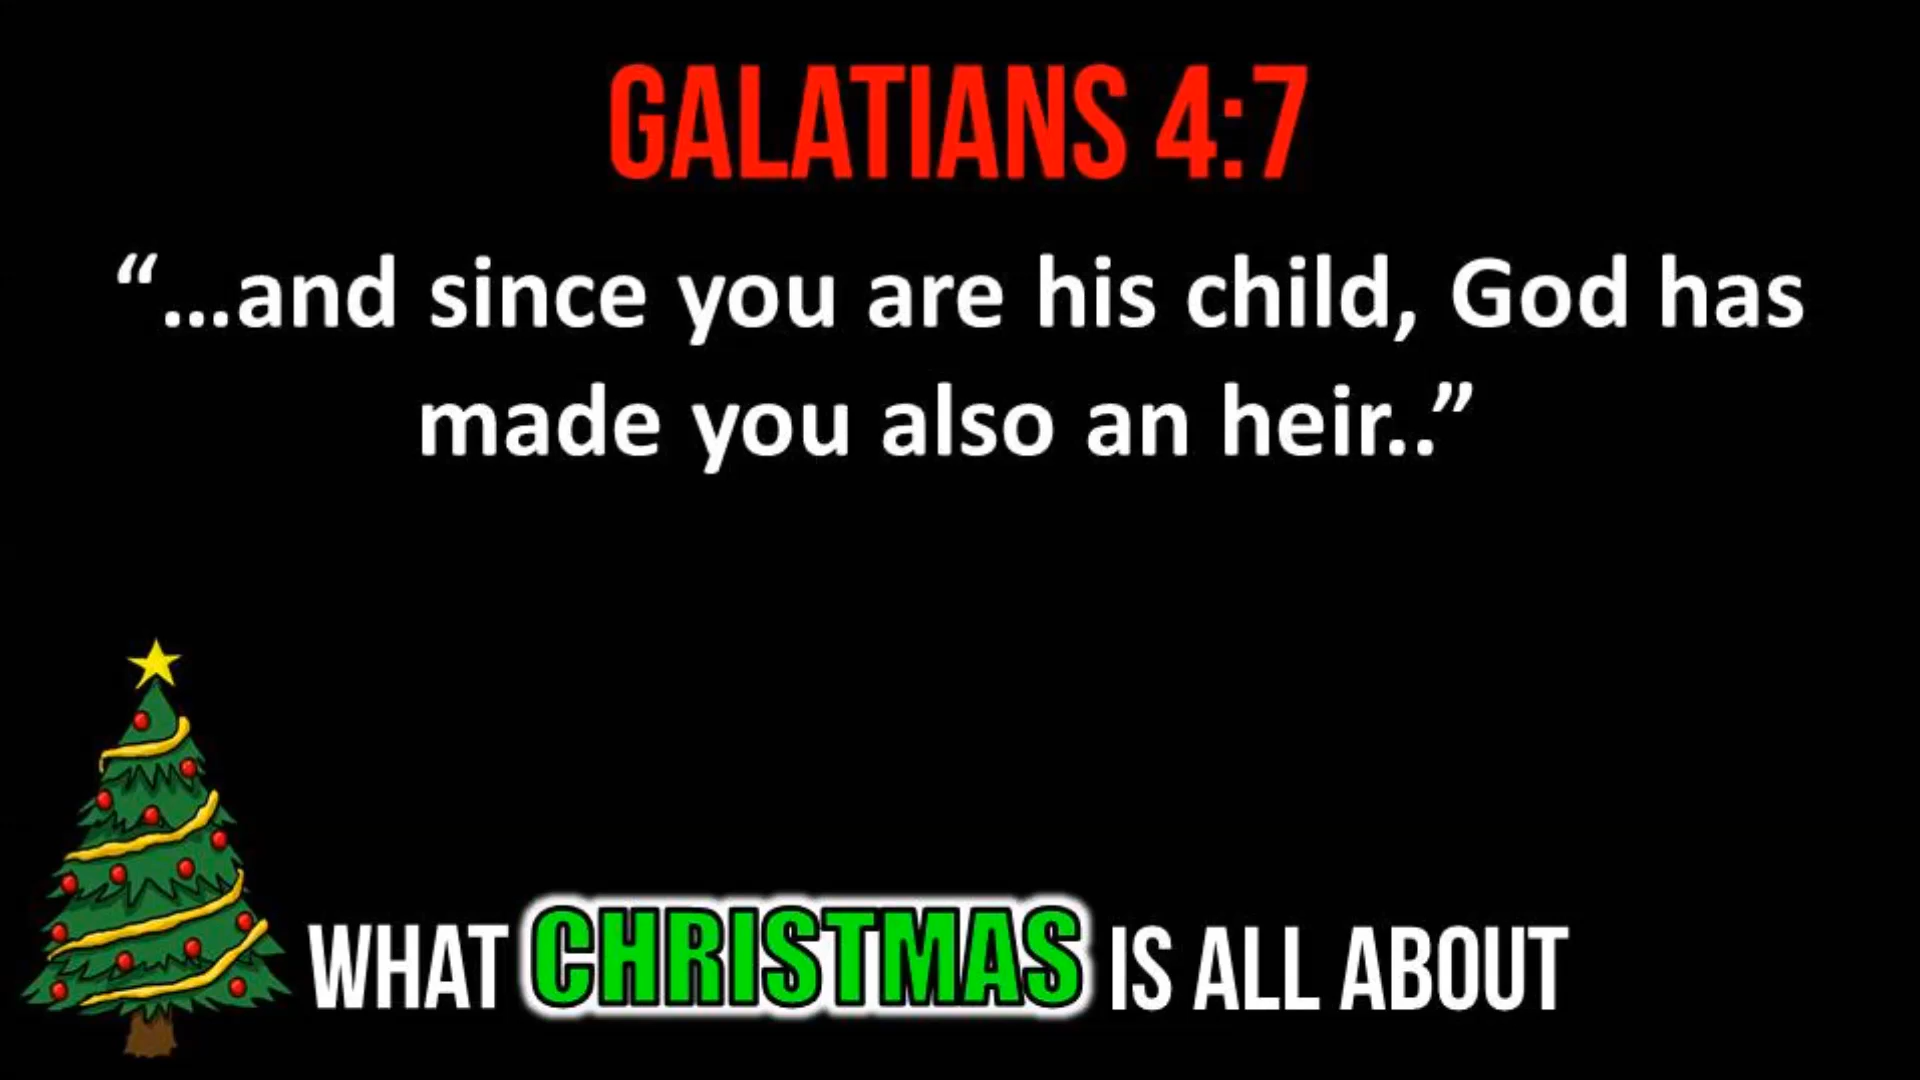 GALATIANS 4:7
“...and since you are his child, God has
made you also an heir..”
WHAT CHRISTMAS IS ALL ABOUT